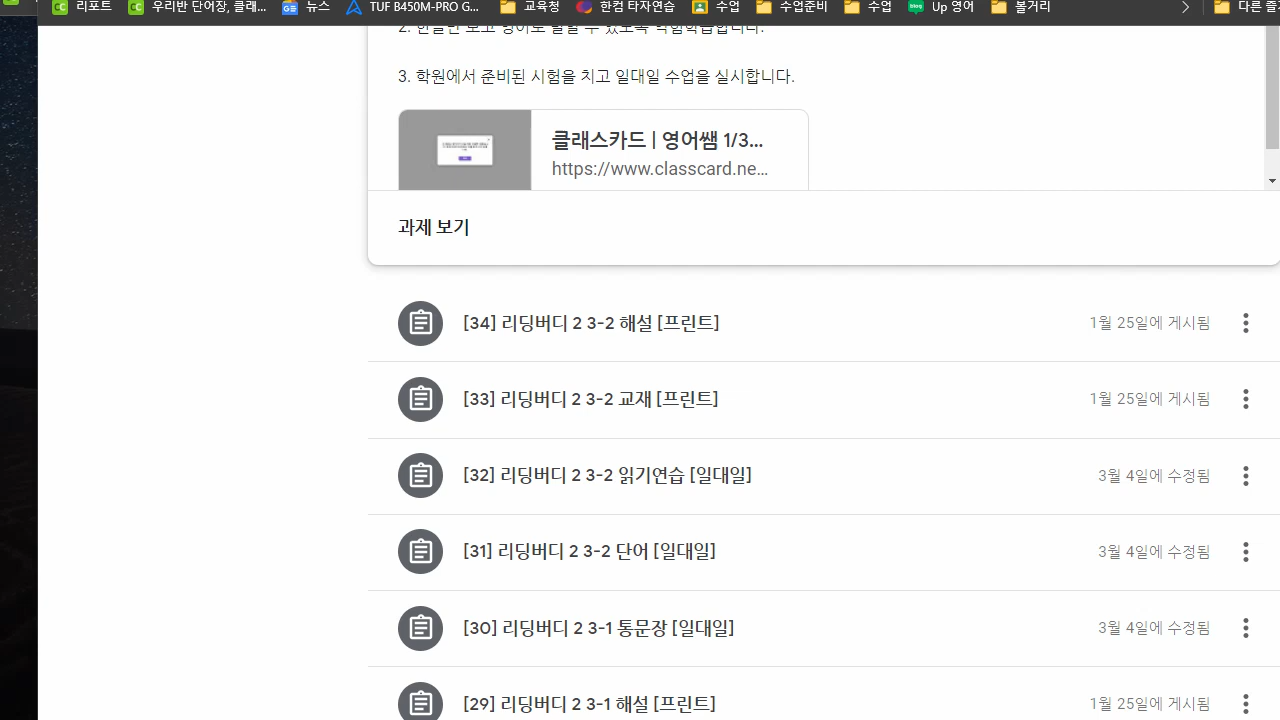 리포트 우리반 단어장, 클래... 뉴스 TUF B450M-PRO G... 교육청 한컴 타자연습 수업 수업준비 수업 Up 영어 볼거리 다른 즐
3. 학원에서 준비된 시험을 치고 일대일 수업을 실시합니다.
클래스카드 | 영어쌤 1/3...
https://www.classcard.ne...
과제 보기
[34] 리딩버디 2 3-2 해설 [프린트] 1월 25일에 게시됨
[33] 리딩버디 2 3-2 교재 [프린트] 1월 25일에 게시됨
[32] 리딩버디 2 3-2 읽기연습 [일대일] 3월 4일에 수정됨
[31] 리딩버디 2 3-2 단어 [일대일] 3월 4일에 수정됨
[30] 리딩버디 2 3-1 통문장 [일대일] 3월 4일에 수정됨
[29] 리딩버디 2 3-1 해설 [프린트] 1월 25일에 게시됨